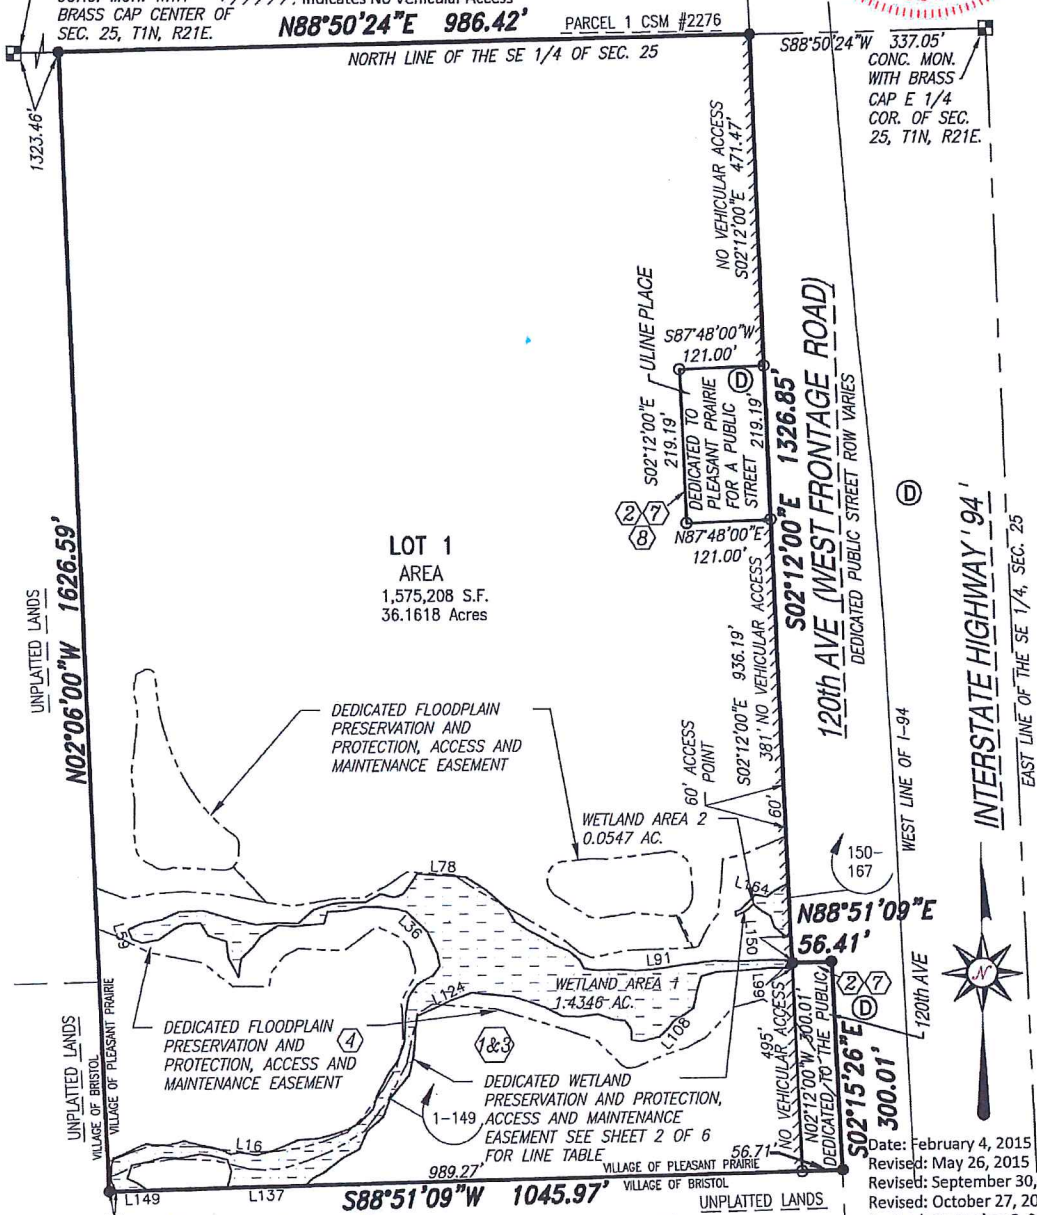 Indicates No Vehicular Access
BRASS CAP CENTER OF
SEC. 25, T1N, R21E.
N88°50'24"E 986.42'
PARCEL 1 CSM #2276
NORTH LINE OF THE SE 1/4 OF SEC. 25
S88°50'24"W 337.05'
CONC. MON.
WITH BRASS
CAP E 1/4
COR. OF SEC.
25, T1N, R21E.
1323.46'
NO VEHICULAR ACCESS
S02°12'00"E 471.47'
ULINE PLACE
S87°48'00"W
121.00'
S02°12'00"E
219.19'
DEDICATED TO
PLEASANT PRAIRIE
FOR A PUBLIC
STREET 219.19'
D
2/7
8
N87°48'00"E
121.00'
S02°12'00"E 1326.85'
120th AVE (WEST FRONTAGE ROAD)
DEDICATED PUBLIC STREET ROW VARIES
D
INTERSTATE HIGHWAY '94'
EAST LINE OF THE SE 1/4, SEC. 25
WEST LINE OF I-94
LOT 1
AREA
1,575,208 S.F.
36.1618 Acres
UNPLATTED LANDS
N02°06'00"W 1626.59'
S02°12'00"E 936.19'
381' NO VEHICULAR ACCESS
60' ACCESS
POINT
60'
DEDICATED FLOODPLAIN
PRESERVATION AND
PROTECTION, ACCESS AND
MAINTENANCE EASEMENT
WETLAND AREA 2
0.0547 AC.
150-
167
L78
L164
L59
L36
L150
L91
N88°51'09"E
56.41'
WETLAND AREA 1
1.4346 AC.
L124
L108
L99
2/7
D
120th AVE
N
DEDICATED FLOODPLAIN
PRESERVATION AND
PROTECTION, ACCESS AND
MAINTENANCE EASEMENT
4
1&3
1-149
DEDICATED WETLAND
PRESERVATION AND PROTECTION,
ACCESS AND MAINTENANCE
EASEMENT SEE SHEET 2 OF 6
FOR LINE TABLE
495'
NO VEHICULAR ACCESS
N02°12'00"W 300.01'
DEDICATED TO THE PUBLIC
S02°15'26"E
300.01'
UNPLATTED LANDS
VILLAGE OF BRISTOL
VILLAGE OF PLEASANT PRAIRIE
L16
L149
L137
989.27'
56.71'
VILLAGE OF PLEASANT PRAIRIE
VILLAGE OF BRISTOL
S88°51'09"W 1045.97'
UNPLATTED LANDS
Date: February 4, 2015
Revised: May 26, 2015
Revised: September 30,
Revised: October 27, 20